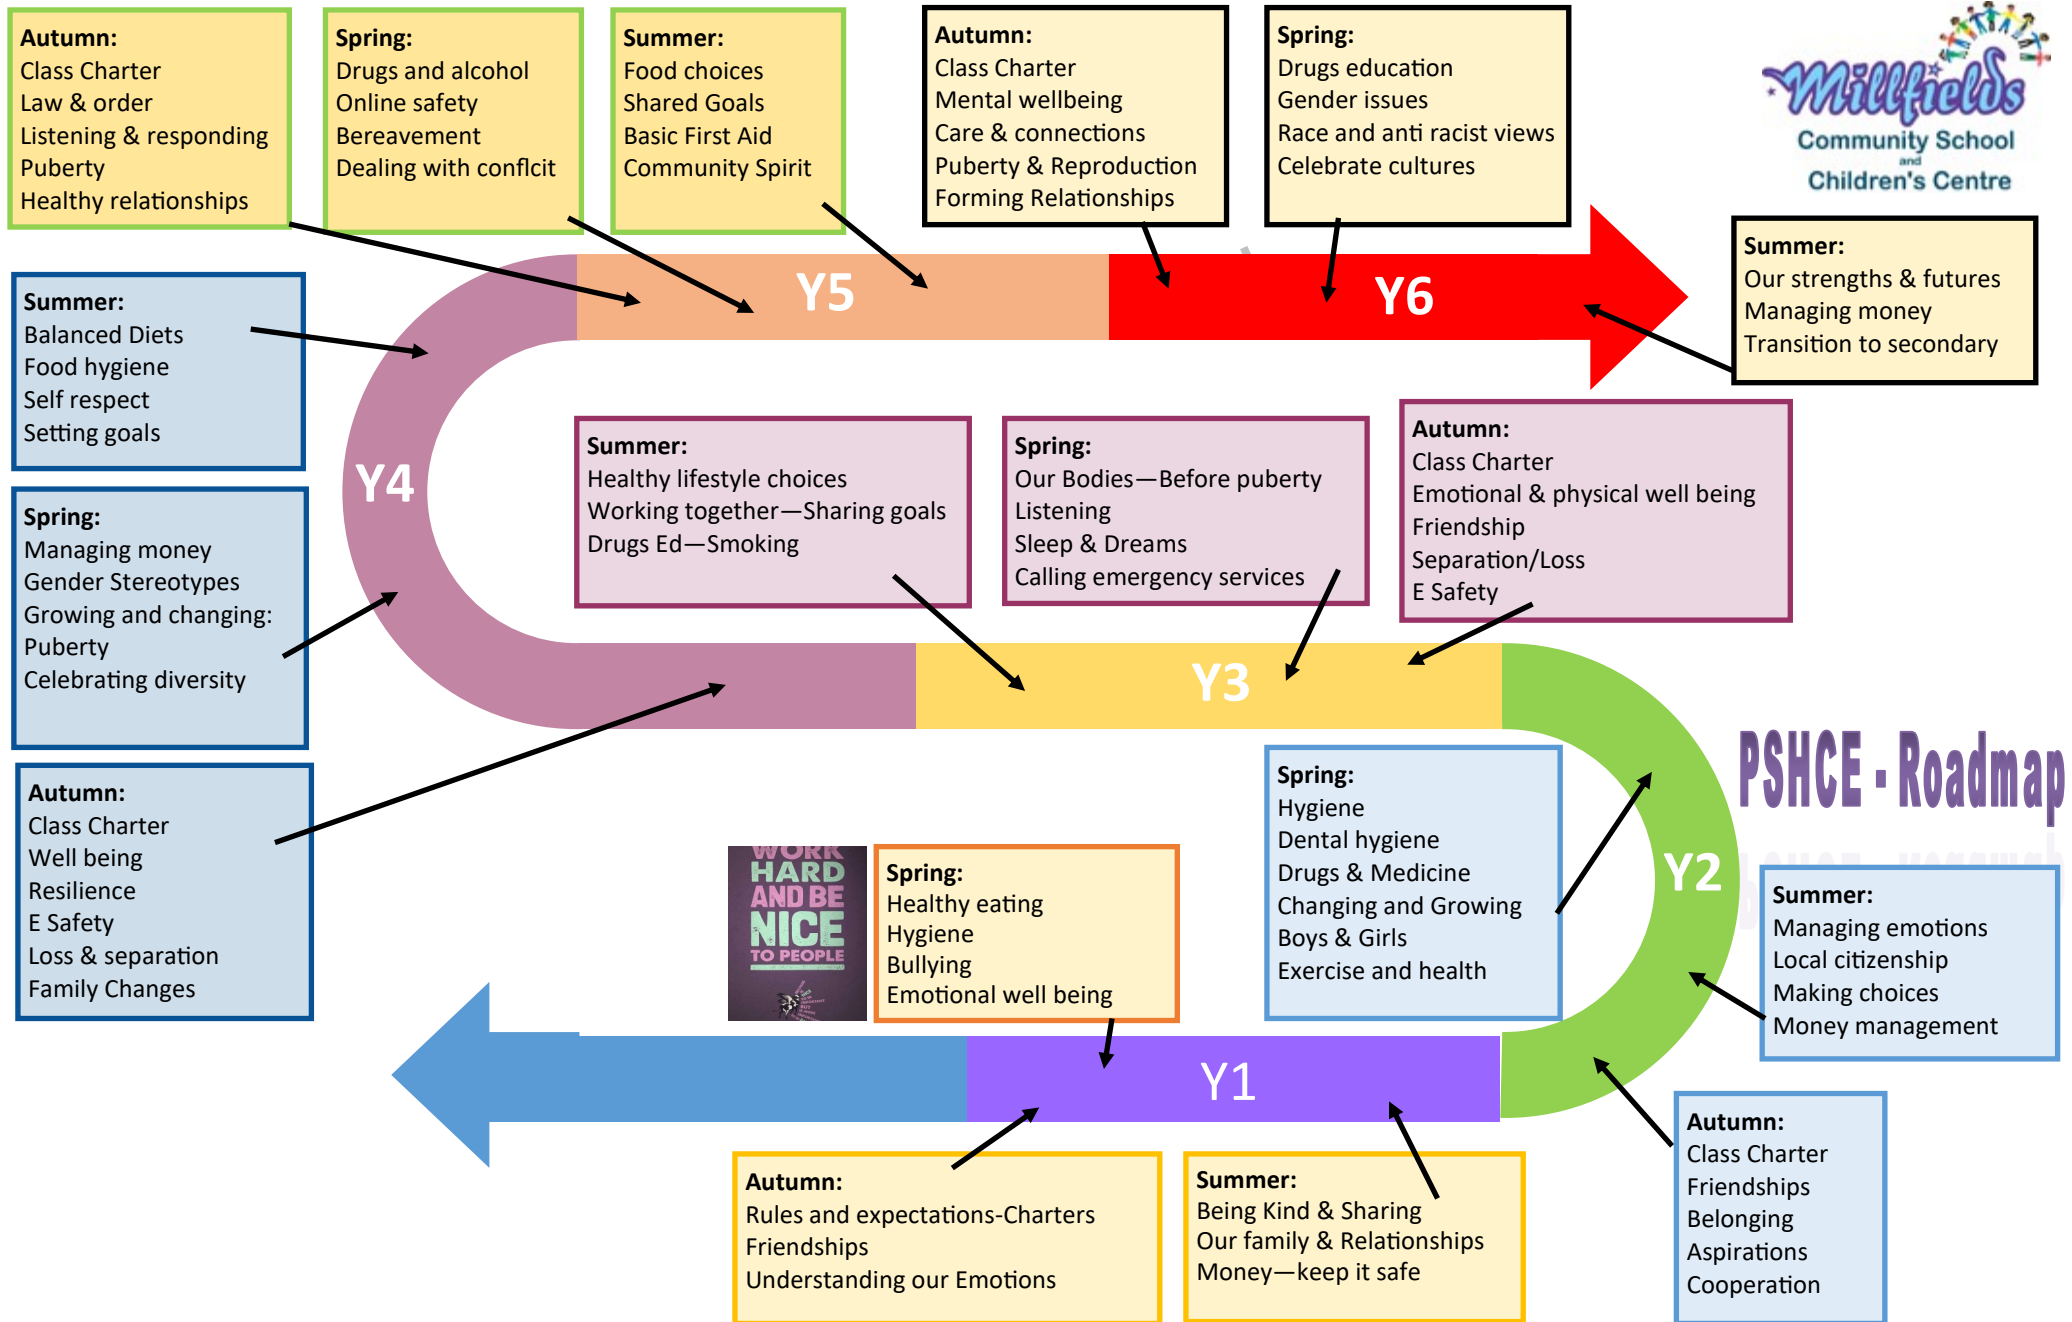 Autumn:
Class Charter
Law & order
Listening & responding
Puberty
Healthy relationships
Spring:
Drugs and alcohol
Online safety
Bereavement
Dealing with conflcit
Summer:
Food choices
Shared Goals
Basic First Aid
Community Spirit
Autumn:
Class Charter
Mental wellbeing
Care & connections
Puberty & Reproduction
Forming Relationships
Spring:
Drugs education
Gender issues
Race and anti racist views
Celebrate cultures
Millfields
Community School
and
Children's Centre
Summer:
Our strengths & futures
Managing money
Transition to secondary
Y5
Y6
Summer:
Balanced Diets
Food hygiene
Self respect
Setting goals
Y4
Spring:
Managing money
Gender Stereotypes
Growing and changing:
Puberty
Celebrating diversity
Summer:
Healthy lifestyle choices
Working together—Sharing goals
Drugs Ed—Smoking
Spring:
Our Bodies—Before puberty
Listening
Sleep & Dreams
Calling emergency services
Autumn:
Class Charter
Emotional & physical well being
Friendship
Separation/Loss
E Safety
Y3
Autumn:
Class Charter
Well being
Resilience
E Safety
Loss & separation
Family Changes
WORK
HARD
AND BE
NICE
TO PEOPLE
Spring:
Healthy eating
Hygiene
Bullying
Emotional well being
Spring:
Hygiene
Dental hygiene
Drugs & Medicine
Changing and Growing
Boys & Girls
Exercise and health
Y2
PSHCE - Roadmap
Summer:
Managing emotions
Local citizenship
Making choices
Money management
Y1
Autumn:
Rules and expectations-Charters
Friendships
Understanding our Emotions
Summer:
Being Kind & Sharing
Our family & Relationships
Money—keep it safe
Autumn:
Class Charter
Friendships
Belonging
Aspirations
Cooperation